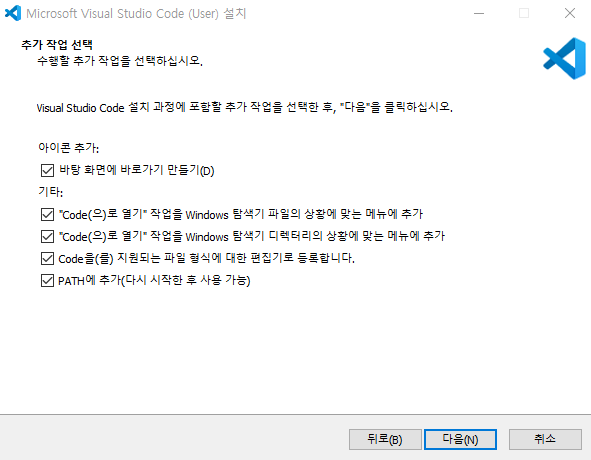 Microsoft Visual Studio Code (User) 설치
추가 작업 선택
수행할 추가 작업을 선택하십시오.
Visual Studio Code 설치 과정에 포함할 추가 작업을 선택한 후, "다음"을 클릭하십시오.
아이콘 추가:
바탕 화면에 바로가기 만들기(D)
기타:
"Code(으)로 열기" 작업을 Windows 탐색기 파일의 상황에 맞는 메뉴에 추가
"Code(으)로 열기" 작업을 Windows 탐색기 디렉터리의 상황에 맞는 메뉴에 추가
Code을(를) 지원되는 파일 형식에 대한 편집기로 등록합니다.
PATH에 추가(다시 시작한 후 사용 가능)
뒤로(B) 다음(N) 취소